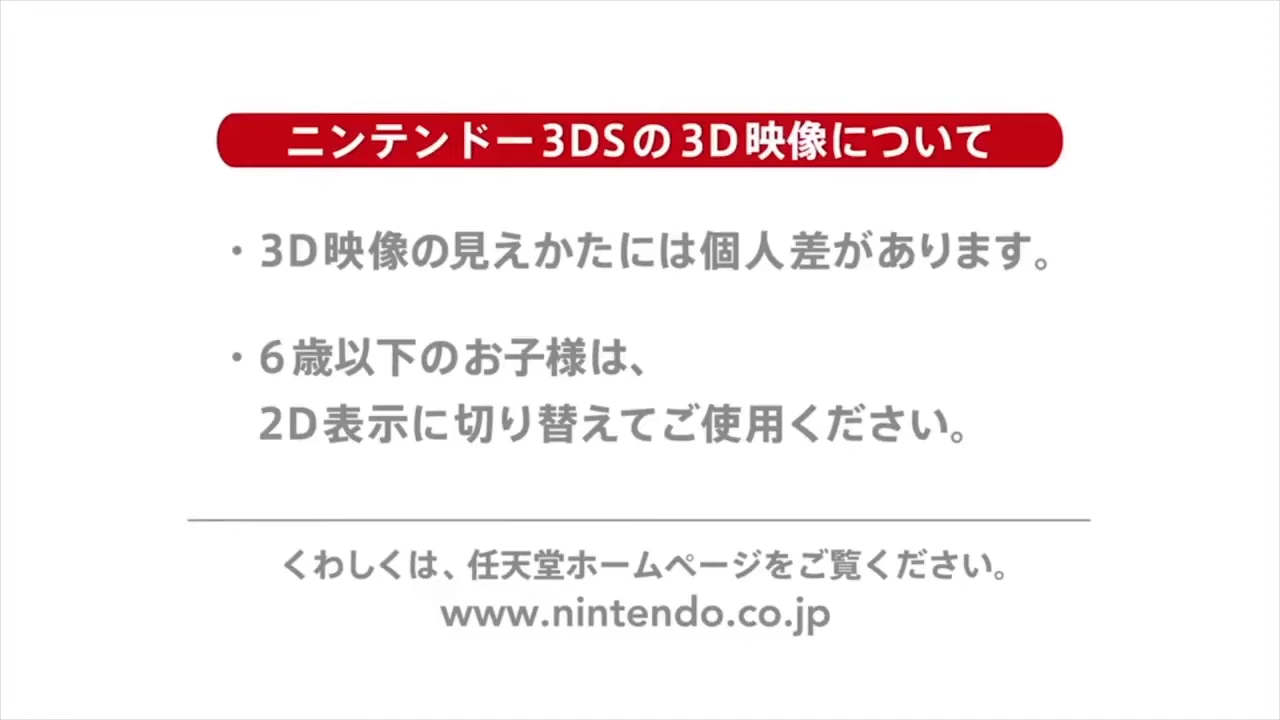 ニンテンドー3DSの3D映像について
・3D映像の見えかたには個人差があります。
・6歳以下のお子様は、
2D表示に切り替えてご使用ください。
くわしくは、任天堂ホームページをご覧ください。
www.nintendo.co.jp